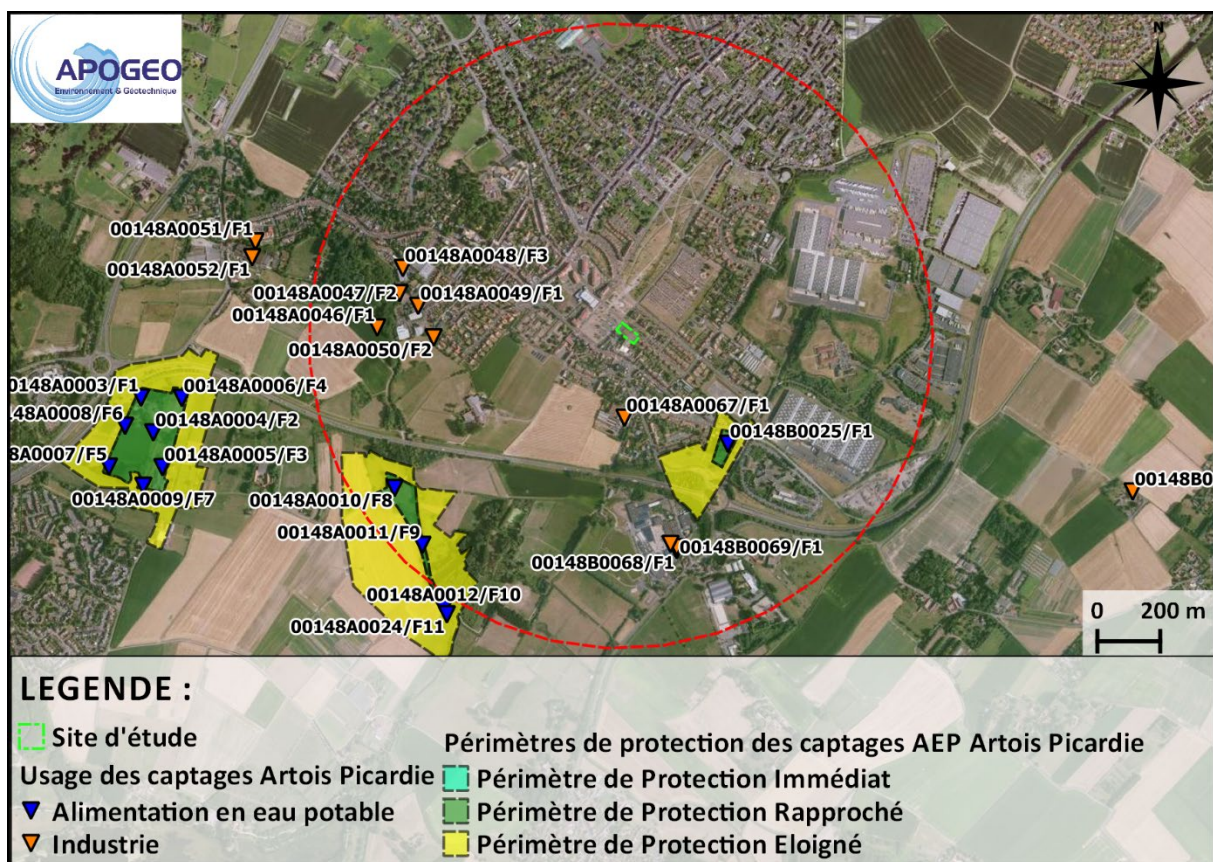 APOGEO
Environnement & Géotechnique
N
00148A0051/F1
00148A0052/F1
00148A0048/F3
00148A0047/F2
00148A0049/F1
00148A0046/F1
00148A0050/F2
0148A0003/F1
00148A0006/F4
148A0008/F6
00148A0004/F2
8A0007/F5
00148A0005/F3
00148A0009/F7
00148A0067/F1
00148B0025/F1
00148A0010/F8
00148B0
00148A0011/F9
00148B0069/F1
00148B0068/F1
00148A0012/F10
00148A0024/F11
0 200 m
LEGENDE :
Site d'étude
Usage des captages Artois Picardie
Alimentation en eau potable
Industrie
Périmètres de protection des captages AEP Artois Picardie
Périmètre de Protection Immédiat
Périmètre de Protection Rapproché
Périmètre de Protection Eloigné